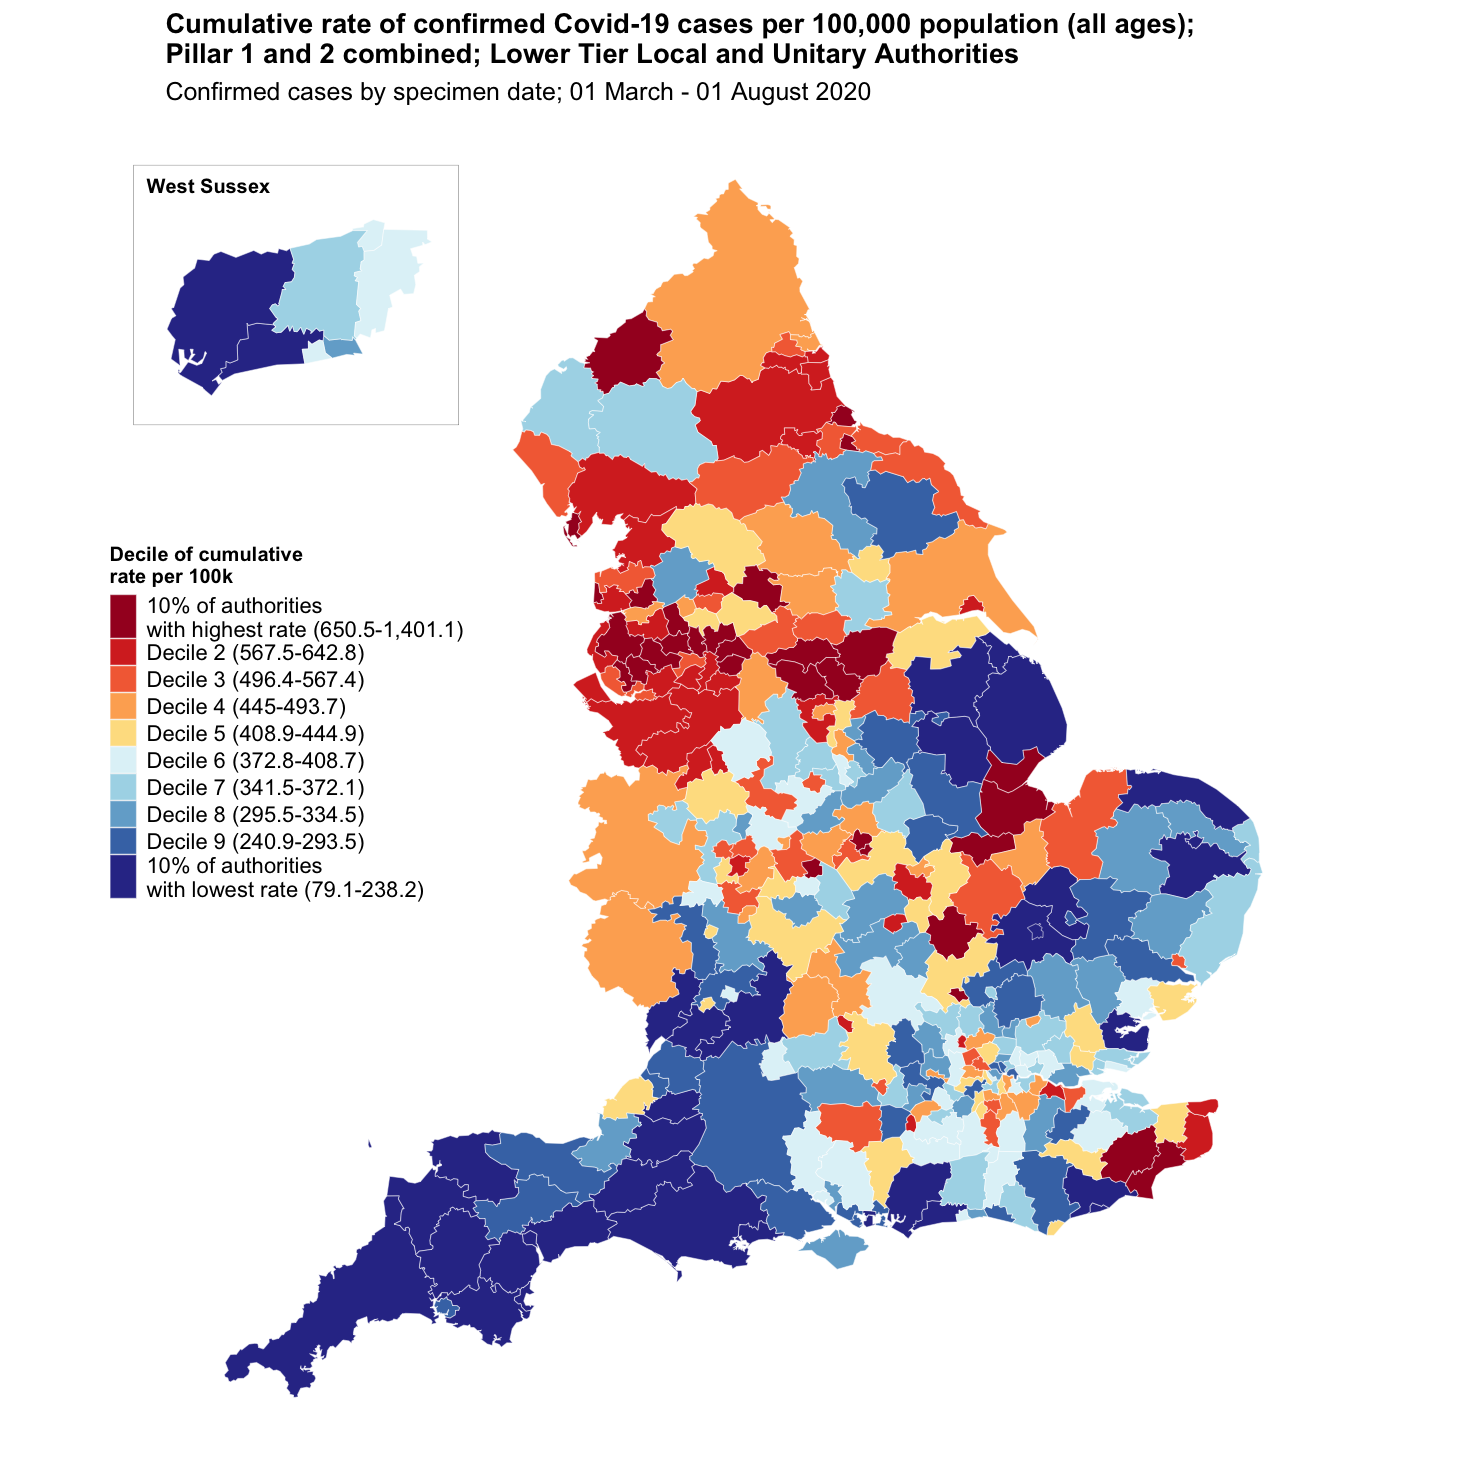 Cumulative rate of confirmed Covid-19 cases per 100,000 population (all ages);
Pillar 1 and 2 combined; Lower Tier Local and Unitary Authorities
Confirmed cases by specimen date; 01 March - 01 August 2020
West Sussex
Decile of cumulative
rate per 100k
10% of authorities
with highest rate (650.5-1,401.1)
Decile 2 (567.5-642.8)
Decile 3 (496.4-567.4)
Decile 4 (445-493.7)
Decile 5 (408.9-444.9)
Decile 6 (372.8-408.7)
Decile 7 (341.5-372.1)
Decile 8 (295.5-334.5)
Decile 9 (240.9-293.5)
10% of authorities
with lowest rate (79.1-238.2)